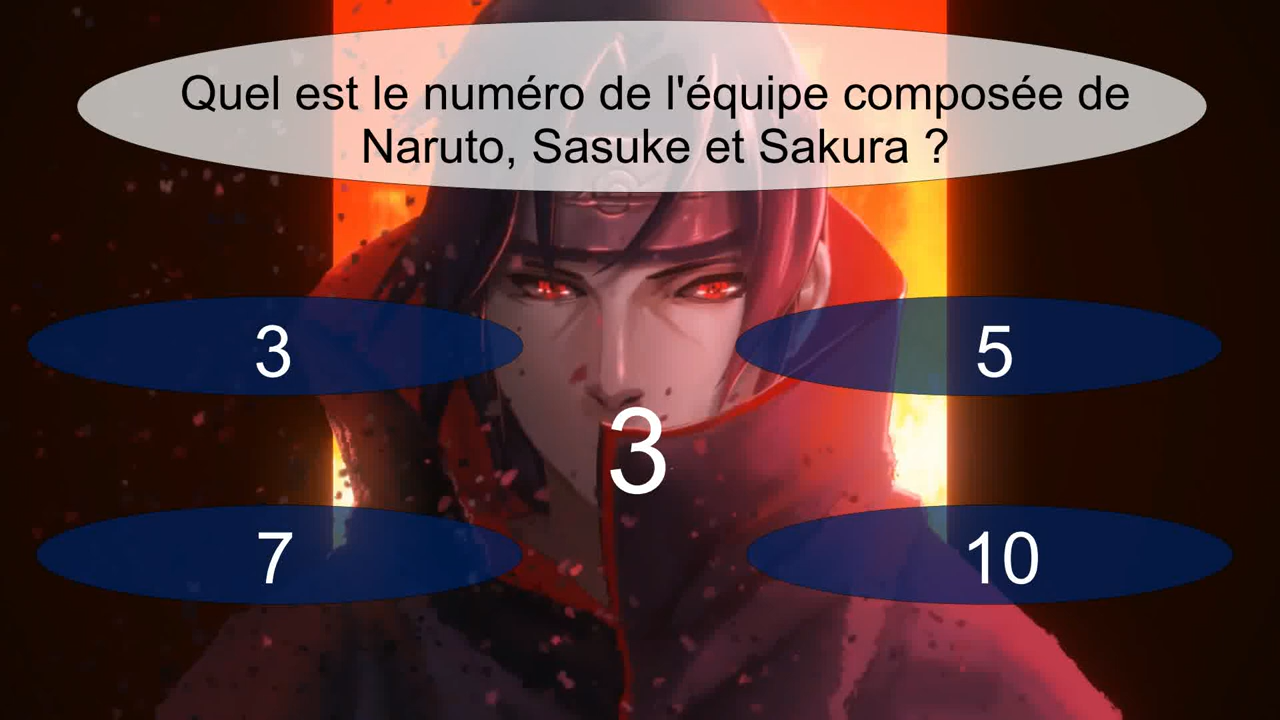 Quel est le numéro de l'équipe composée de
Naruto, Sasuke et Sakura ?
3
5
3
7
10